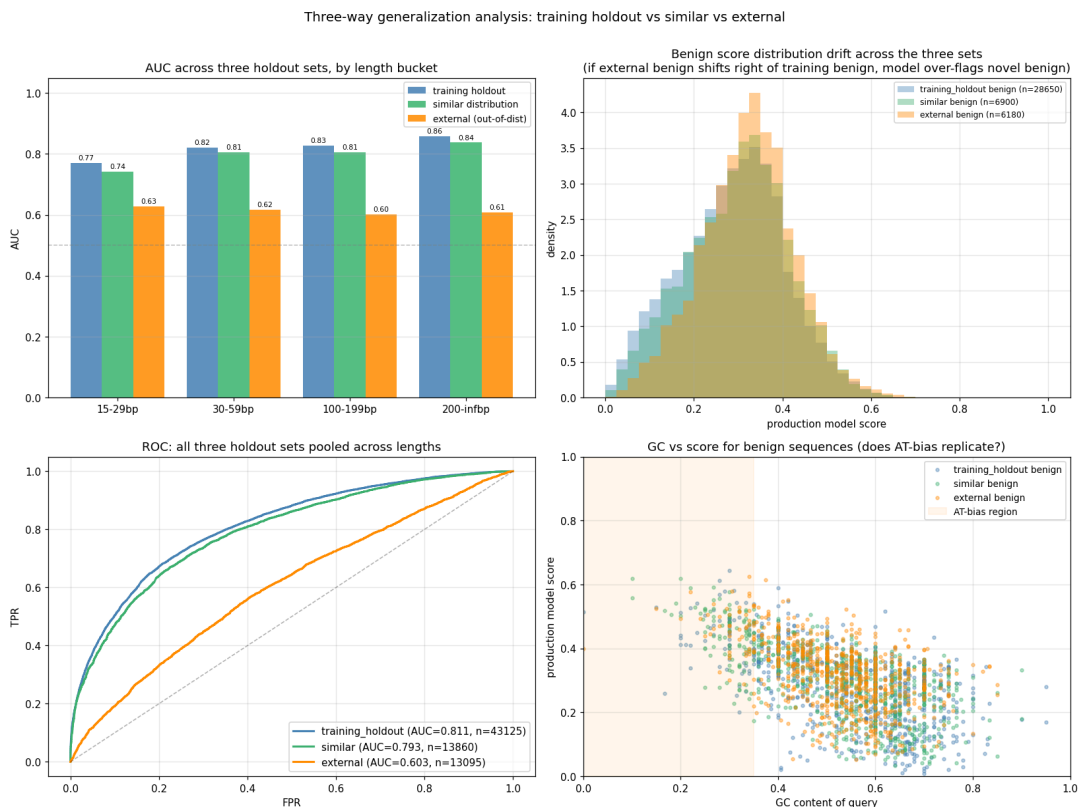 Three-way generalization analysis: training holdout vs similar vs external
AUC across three holdout sets, by length bucket
training holdout
similar distribution
external (out-of-dist)
0.77
0.74
0.63
0.82
0.81
0.62
0.83
0.81
0.60
0.86
0.84
0.61
AUC
0.0
0.2
0.4
0.6
0.8
1.0
15-29bp
30-59bp
100-199bp
200-infbp
Benign score distribution drift across the three sets
(if external benign shifts right of training benign, model over-flags novel benign)
training_holdout benign (n=28650)
similar benign (n=6900)
external benign (n=6180)
density
0.0
0.5
1.0
1.5
2.0
2.5
3.0
3.5
4.0
0.0
0.2
0.4
0.6
0.8
1.0
production model score
ROC: all three holdout sets pooled across lengths
TPR
0.0
0.2
0.4
0.6
0.8
1.0
training_holdout (AUC=0.811, n=43125)
similar (AUC=0.793, n=13860)
external (AUC=0.603, n=13095)
0.0
0.2
0.4
0.6
0.8
1.0
FPR
GC vs score for benign sequences (does AT-bias replicate?)
training_holdout benign
similar benign
external benign
AT-bias region
production model score
0.0
0.2
0.4
0.6
0.8
1.0
0.0
0.2
0.4
0.6
0.8
1.0
GC content of query